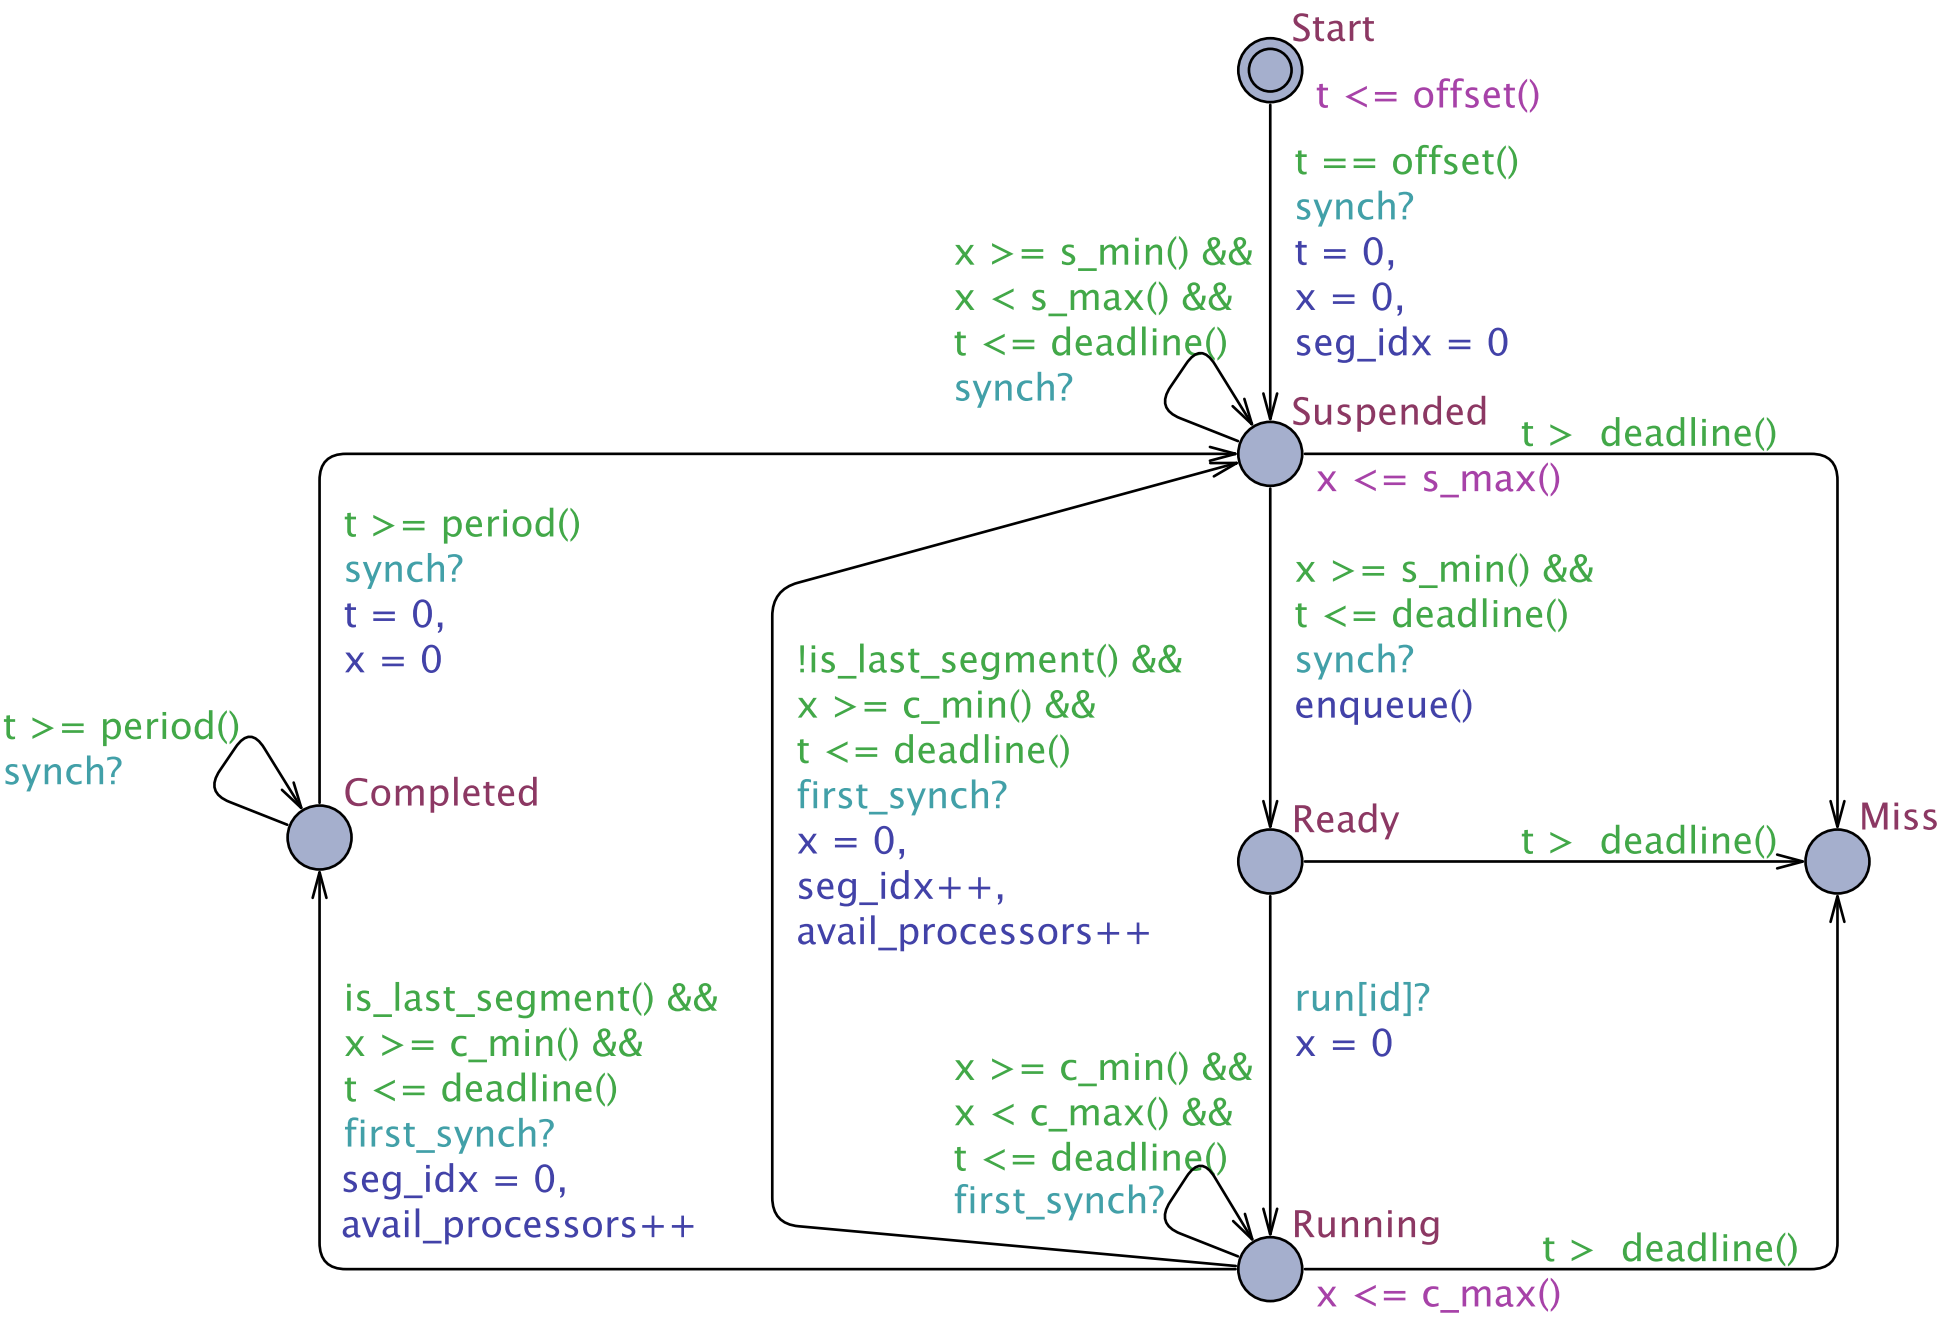 Start
t <= offset()
t == offset()
synch?
t = 0,
x = 0,
seg_idx = 0
x >= s_min() &&
x < s_max() &&
t <= deadline()
synch?
Suspended
t >  deadline()
x <= s_max()
t >= period()
synch?
t = 0,
x = 0
x >= s_min() &&
t <= deadline()
synch?
enqueue()
!is_last_segment() &&
x >= c_min() &&
t <= deadline()
first_synch?
x = 0,
seg_idx++,
avail_processors++
t >= period()
synch?
Completed
Ready
t >  deadline()
Miss
is_last_segment() &&
x >= c_min() &&
t <= deadline()
first_synch?
seg_idx = 0,
avail_processors++
run[id]?
x = 0
x >= c_min() &&
x < c_max() &&
t <= deadline()
first_synch?
Running
t >  deadline()
x <= c_max()